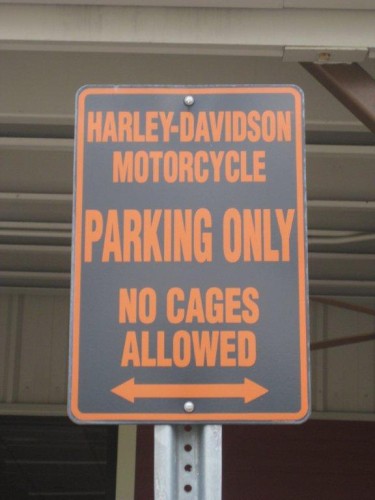 HARLEY-DAVIDSON
MOTORCYCLE
PARKING ONLY
NO CAGES
ALLOWED